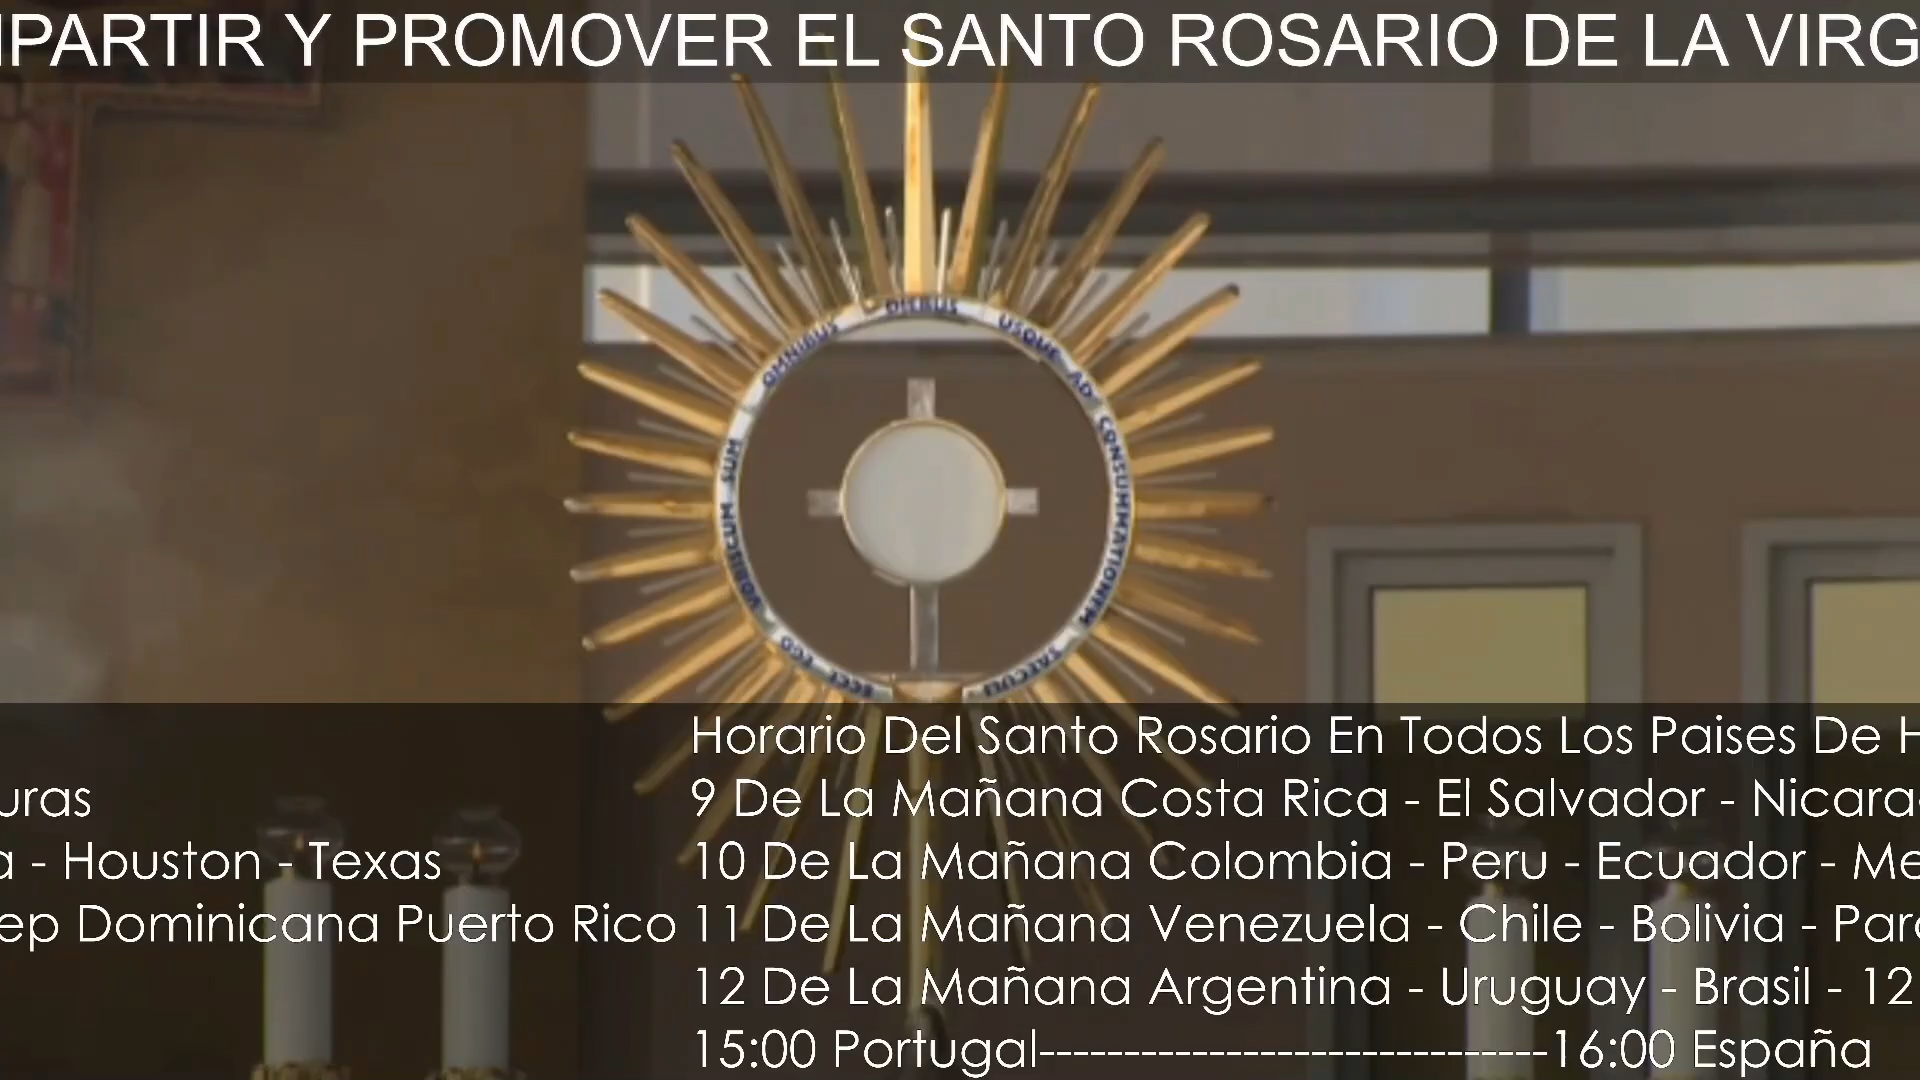 PARTIR Y PROMOVER EL SANTO ROSARIO DE LA VIRG
OMNIBUS DIEBUS USQUE AD CONSUMMATIONEM SAECULI
ECCE EGO VOBISCUM SUM
Horario Del Santo Rosario En Todos Los Paises De H
uras
9 De La Mañana Costa Rica - El Salvador - Nicara
a - Houston - Texas
10 De La Mañana Colombia - Peru - Ecuador - Me
ep Dominicana Puerto Rico
11 De La Mañana Venezuela - Chile - Bolivia - Par
12 De La Mañana Argentina - Uruguay - Brasil - 12
15:00 Portugal------------------------------16:00 España